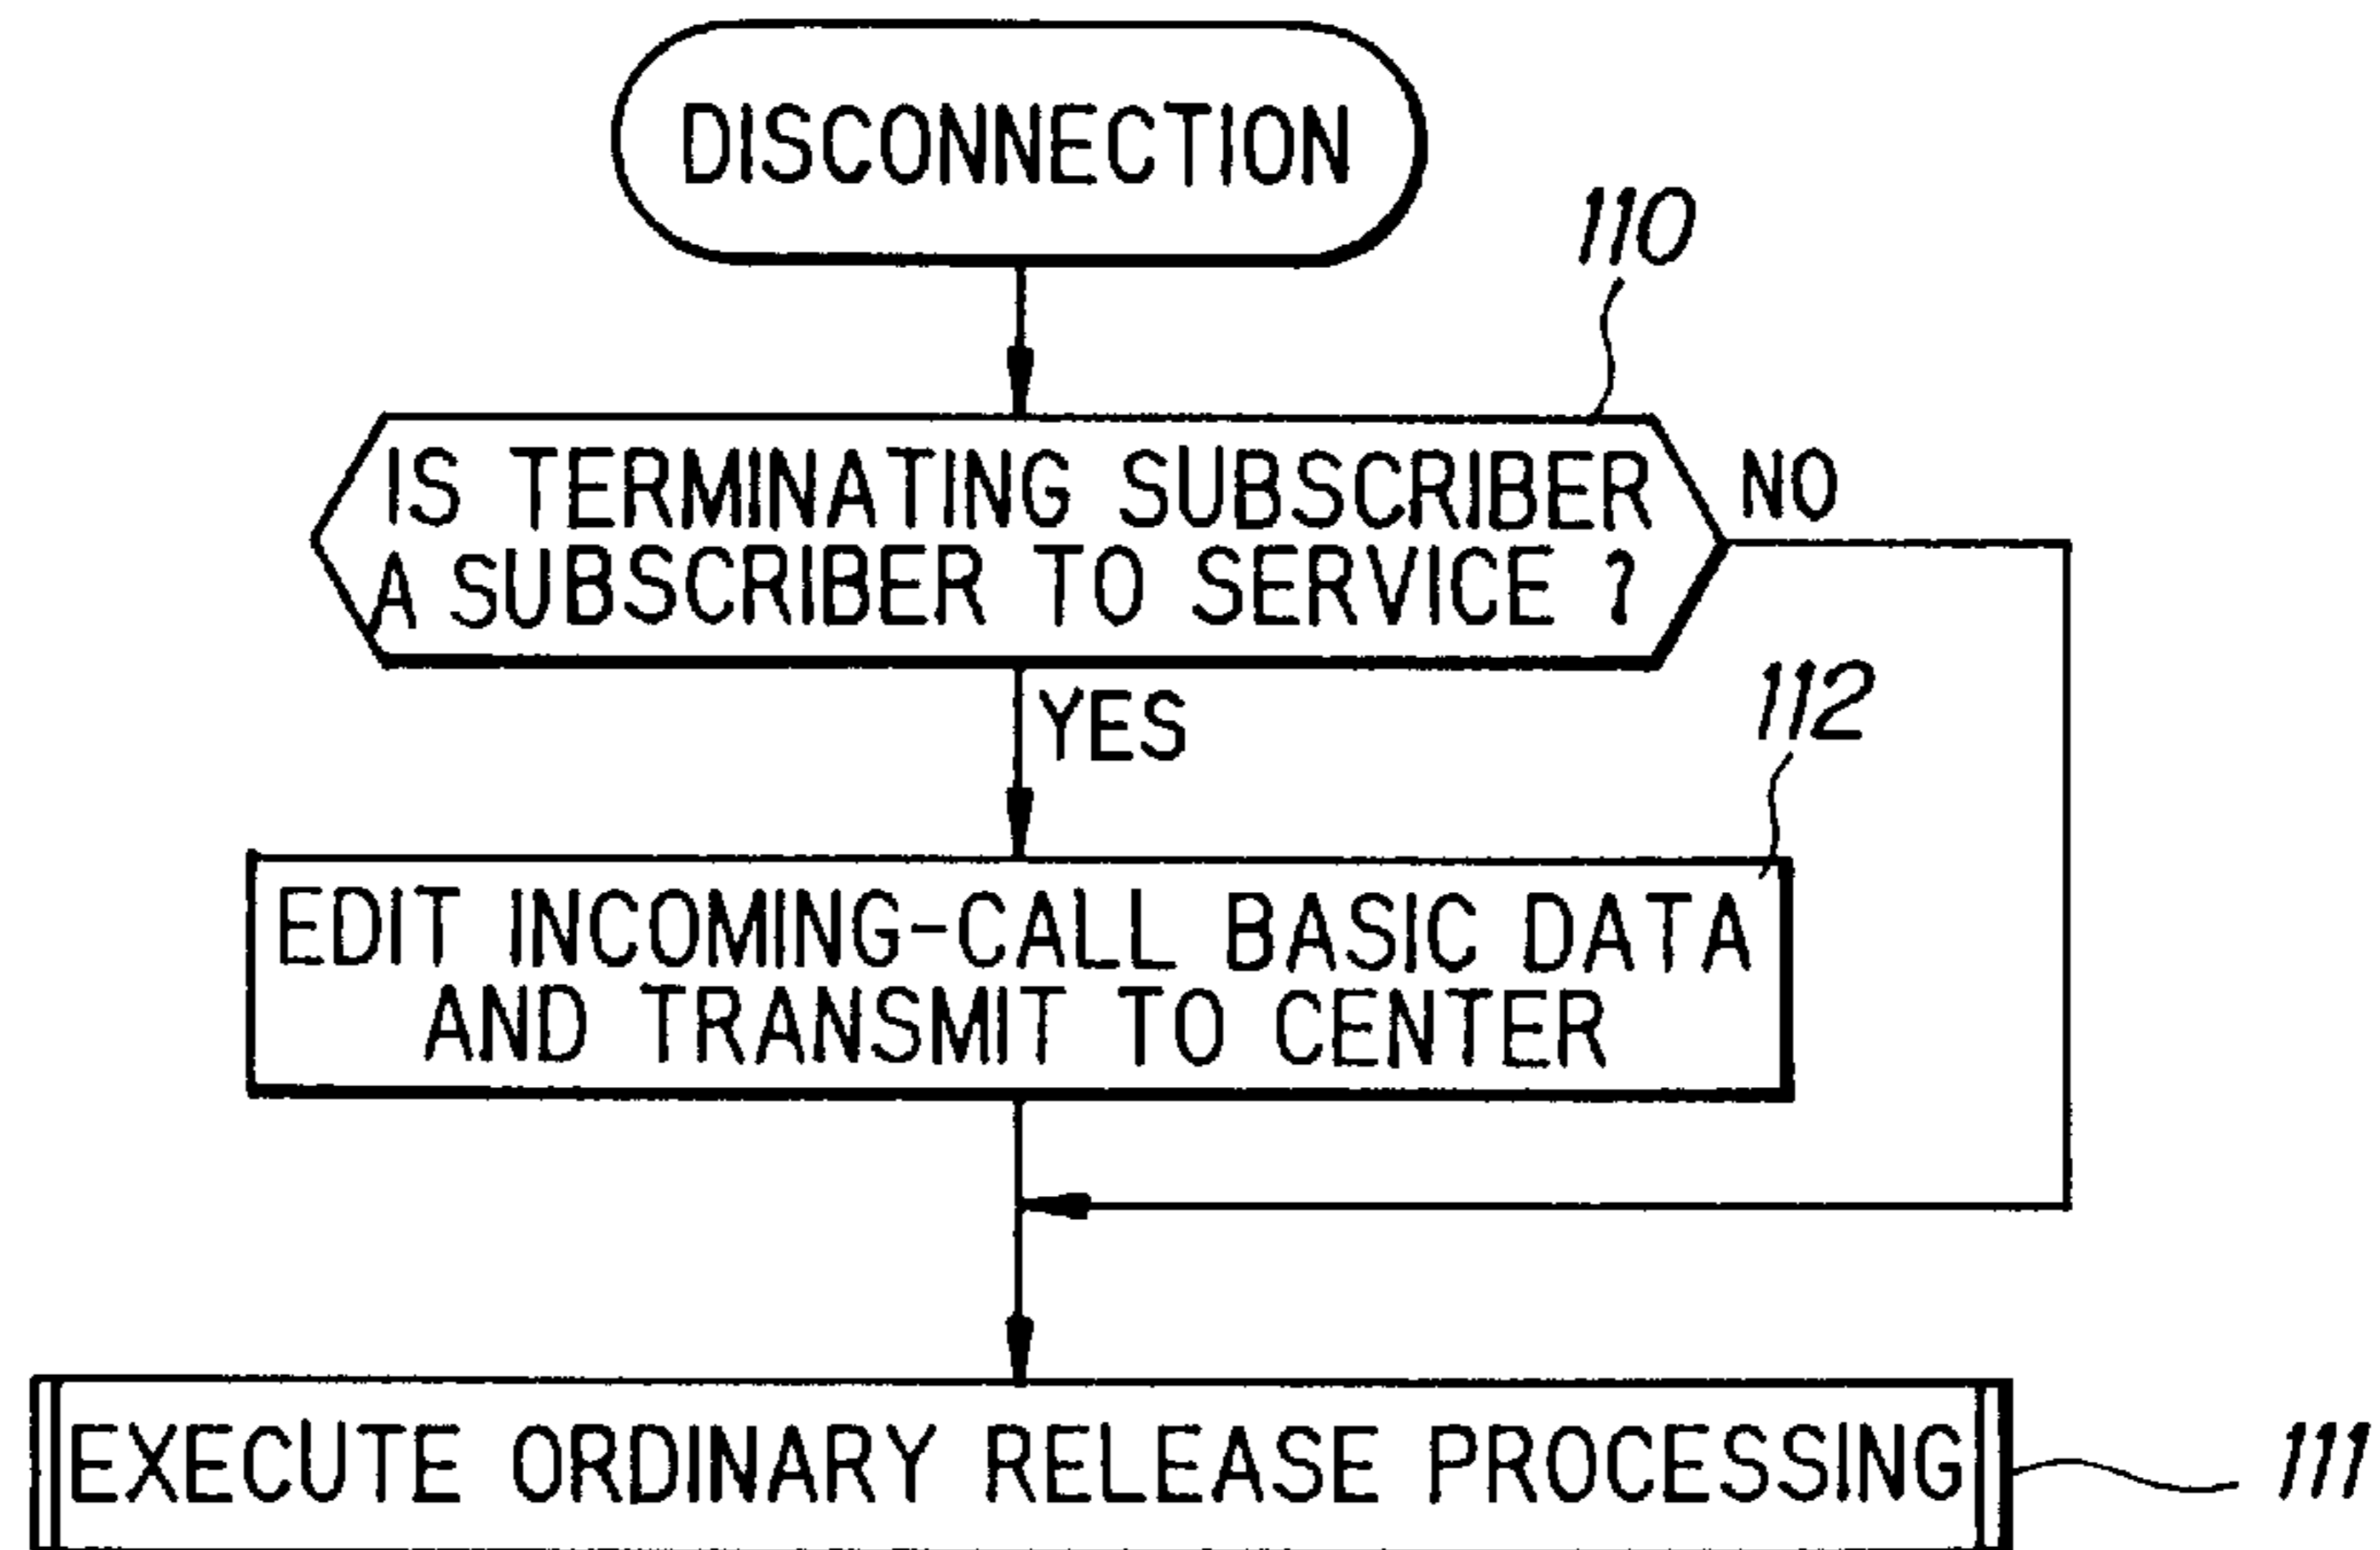 DISCONNECTION
110
IS TERMINATING SUBSCRIBER
A SUBSCRIBER TO SERVICE ?
NO
YES
112
EDIT INCOMING-CALL BASIC DATA
AND TRANSMIT TO CENTER
EXECUTE ORDINARY RELEASE PROCESSING
111